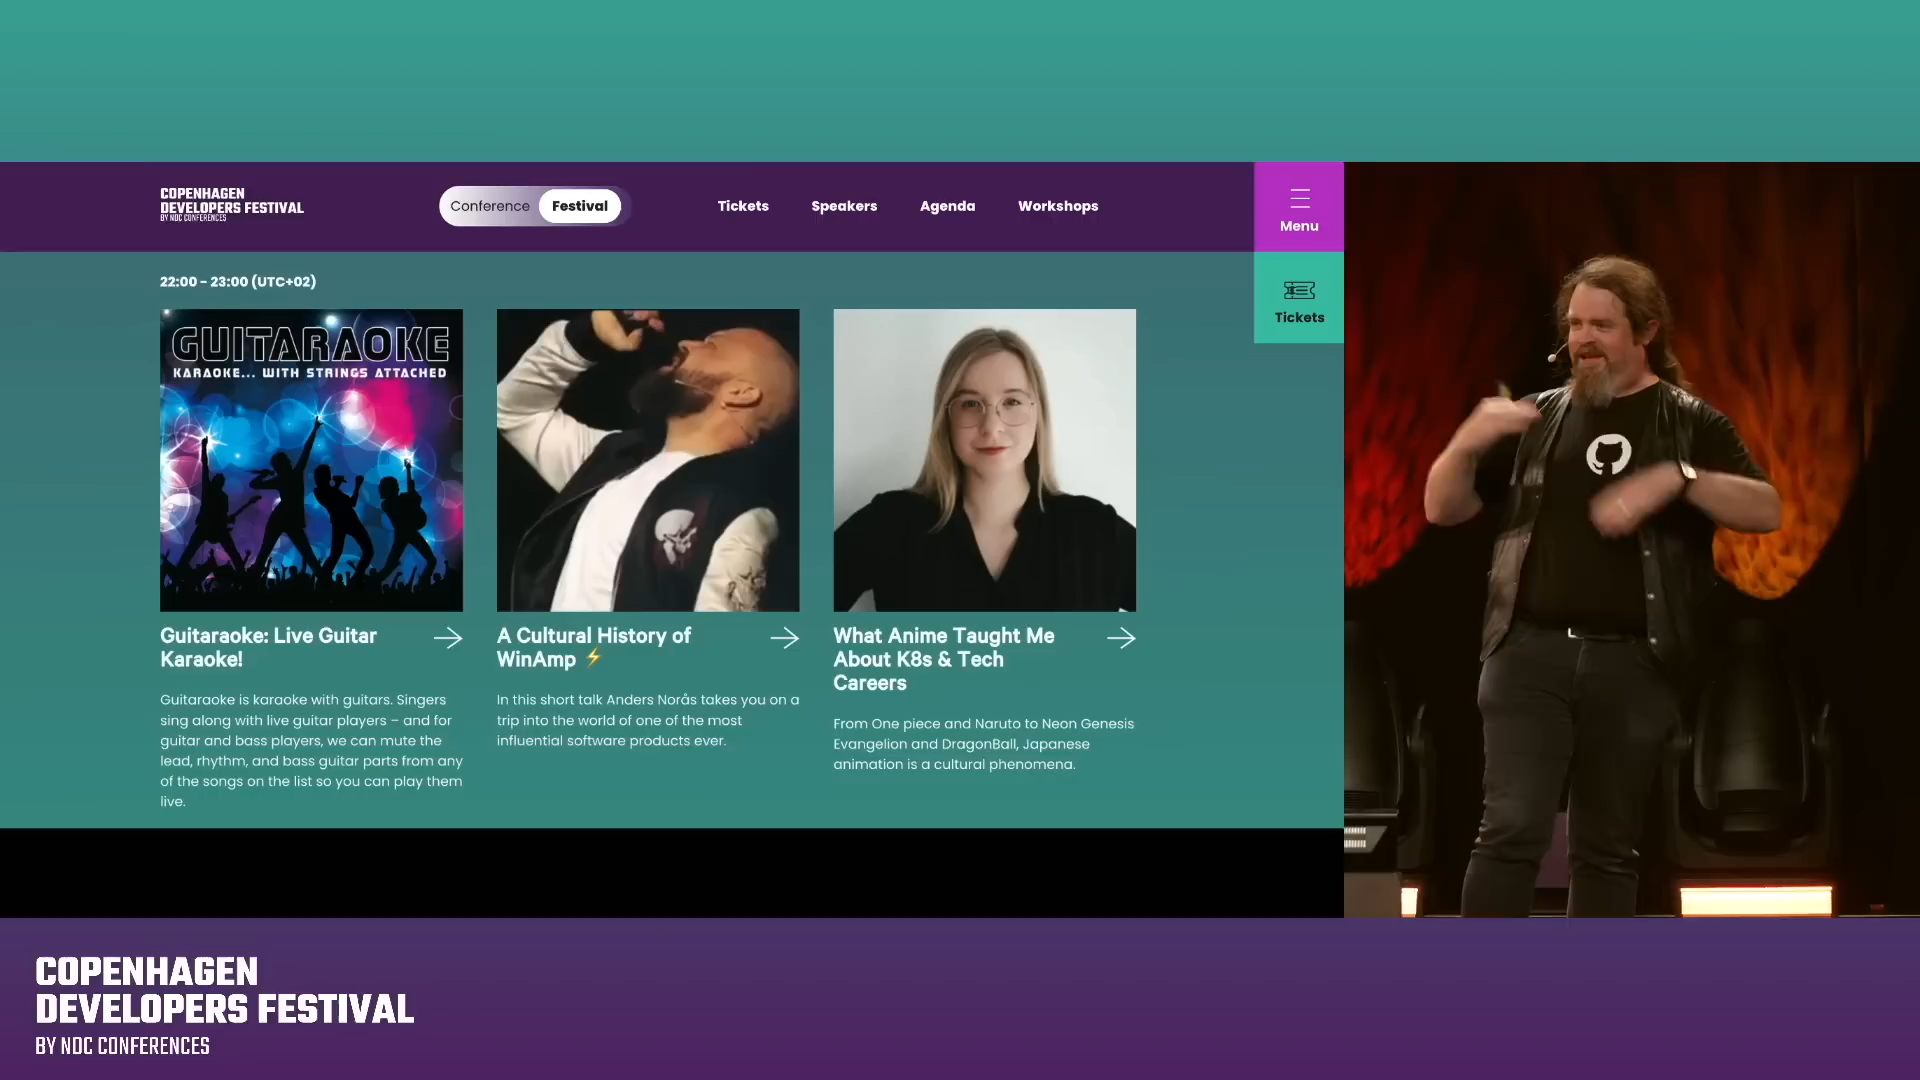 COPENHAGEN
DEVELOPERS FESTIVAL
BY NDC CONFERENCES
Conference
Festival
Tickets
Speakers
Agenda
Workshops
Menu
Tickets
22:00 - 23:00 (UTC+02)
GUITARAOKE
KARAOKE... WITH STRINGS ATTACHED
Guitaraoke: Live Guitar
Karaoke!
Guitaraoke is karaoke with guitars. Singers
sing along with live guitar players – and for
guitar and bass players, we can mute the
lead, rhythm, and bass guitar parts from any
of the songs on the list so you can play them
live.
A Cultural History of
WinAmp ⚡
In this short talk Anders Norås takes you on a
trip into the world of one of the most
influential software products ever.
What Anime Taught Me
About K8s & Tech
Careers
From One piece and Naruto to Neon Genesis
Evangelion and DragonBall, Japanese
animation is a cultural phenomena.
COPENHAGEN
DEVELOPERS FESTIVAL
BY NDC CONFERENCES